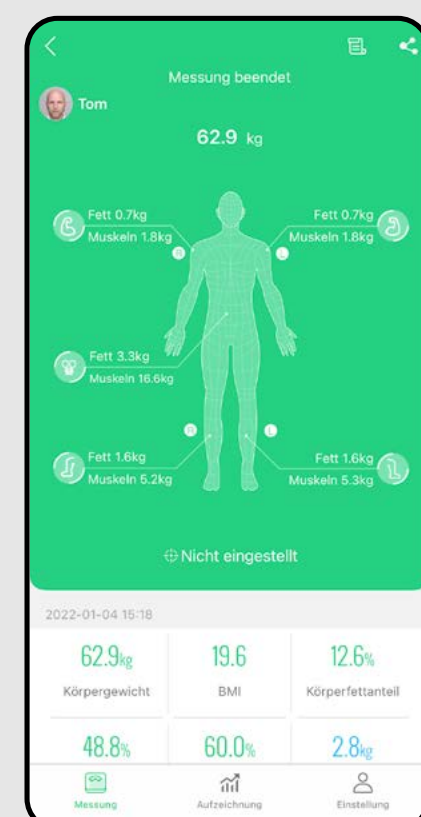 Messung beendet
Tom
62.9 kg
Fett 0.7kg
Muskeln 1.8kg
R
Fett 0.7kg
Muskeln 1.8kg
L
Fett 3.3kg
Muskeln 16.6kg
R
L
Fett 1.6kg
Muskeln 5.2kg
Fett 1.6kg
Muskeln 5.3kg
Nicht eingestellt
2022-01-04 15:18
62.9kg 19.6 12.6%
Körpergewicht BMI Körperfettanteil
48.8% 60.0% 2.8kg
Messung Aufzeichnung Einstellung